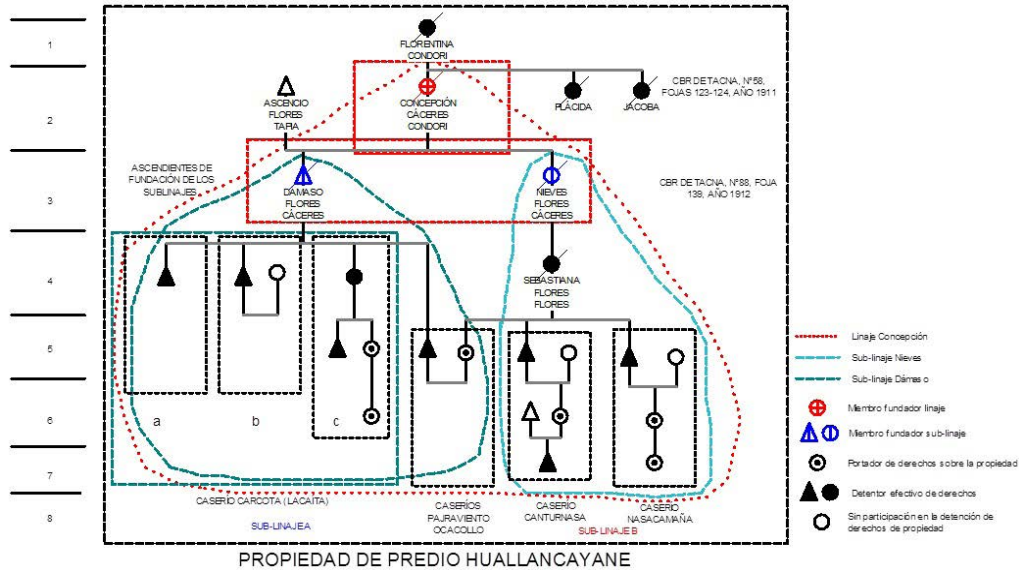 1
FLORENTINA
CONDORI
2
ASCENCIO
FLORES
TAPIA
CONCEPCIÓN
CÁCERES
CONDORI
PLÁCIDA
JACOBA
CBR DE TACNA, Nº68,
FOJAS 123-124, AÑO 1911
3
ASCENDIENTES DE
FUNDACIÓN DE LOS
SUBLINAJES
DÁMASO
FLORES
CÁCERES
NIEVES
FLORES
CÁCERES
CBR DE TACNA, Nº88, FOJA
139, AÑO 1912
4
SEBASTIANA
FLORES
FLORES
5
6
a
b
c
7
8
CASERÍO CARCOTA (LACAITA)
SUB-LINAJE A
CASERÍOS
PAJRAVIENTO
OCACOLLO
CASERÍO
CANTURNASA
CASERIO
NASACAMAÑA
SUB-LINAJE B
Linaje Concepción
Sub-linaje Nieves
Sub-linaje Dámaso
Miembro fundador linaje
Miembro fundador sub-linaje
Portador de derechos sobre la propiedad
Detentor efectivo de derechos
Sin participación en la detención de
derechos de propiedad
PROPIEDAD DE PREDIO HUALLANCAYANE